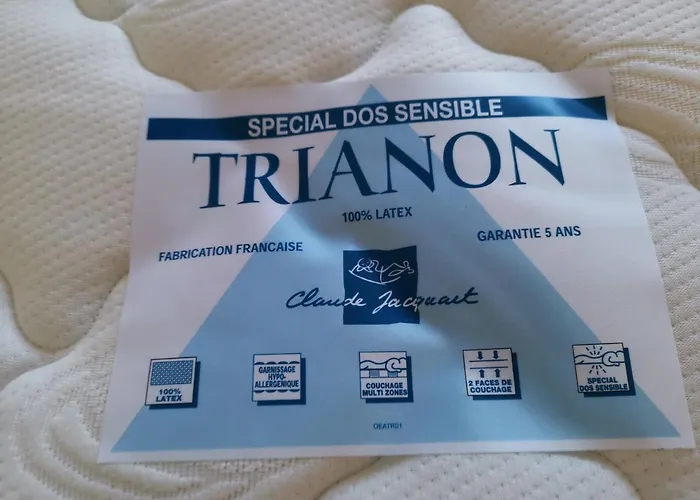 SPECIAL DOS SENSIBLE
TRIANON
100% LATEX
FABRICATION FRANCAISE
GARANTIE 5 ANS
Claude Jacquart
100%
LATEX
GARNISSAGE
HYPO-
ALLERGENIQUE
COUCHAGE
MULTI ZONES
2 FACES DE
COUCHAGE
SPECIAL
DOS SENSIBLE